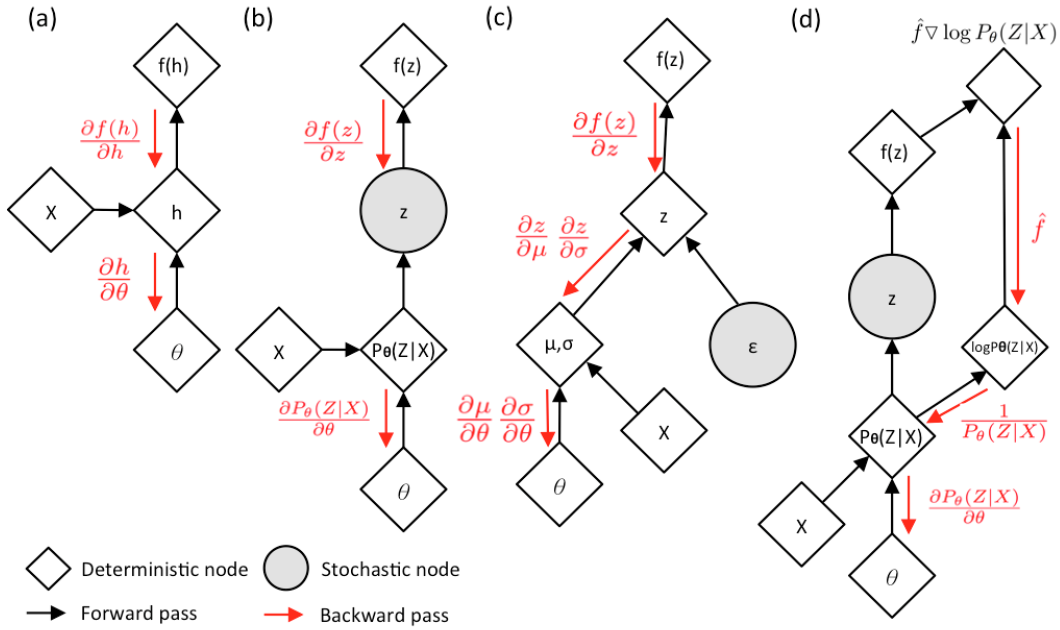 (a)
f(h)
∂f(h)/∂h
X
h
∂h/∂θ
θ
(b)
f(z)
∂f(z)/∂z
z
X
Pθ(Z|X)
∂Pθ(Z|X)/∂θ
θ
(c)
f(z)
∂f(z)/∂z
z
∂z/∂μ ∂z/∂σ
μ,σ
ε
∂μ/∂θ ∂σ/∂θ
X
θ
(d)
f̂ ▽ log Pθ(Z|X)
f(z)
f̂
z
logPθ(Z|X)
1/Pθ(Z|X)
Pθ(Z|X)
∂Pθ(Z|X)/∂θ
X
θ
Deterministic node
Stochastic node
Forward pass
Backward pass